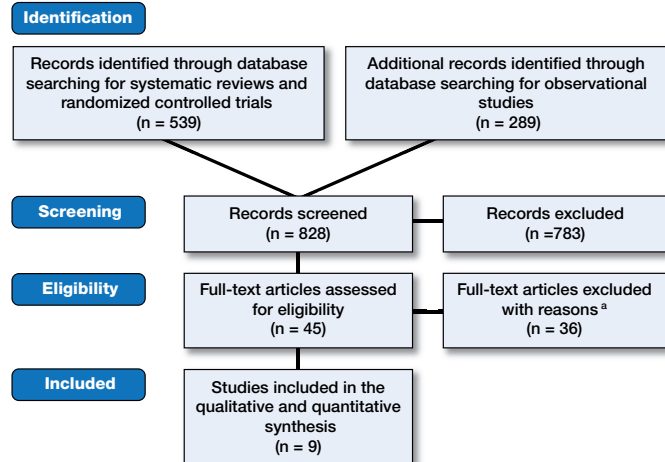 Identification
Records identified through database
searching for systematic reviews and
randomized controlled trials
(n = 539)
Additional records identified through
database searching for observational
studies
(n = 289)
Screening
Records screened
(n = 828)
Records excluded
(n =783)
Eligibility
Full-text articles assessed
for eligibility
(n = 45)
Full-text articles excluded
with reasons a
(n = 36)
Included
Studies included in the
qualitative and quantitative
synthesis
(n = 9)